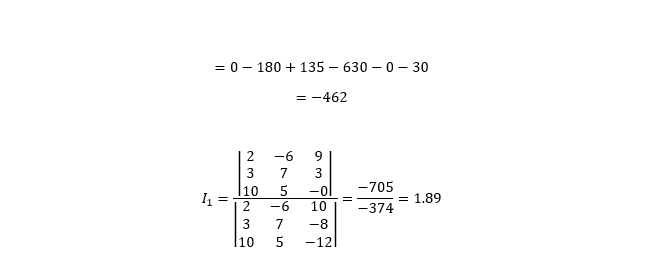 = 0 − 180 + 135 − 630 − 0 − 30
= −462
I₁ = |2 −6 9; 3 7 3; 10 5 −0| / |2 −6 10; 3 7 −8; 10 5 −12| = −705 / −374 = 1.89